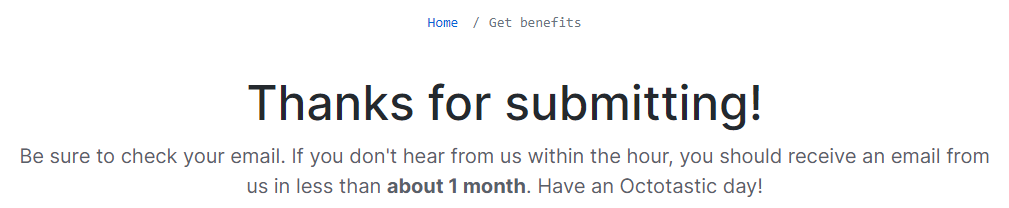 Home / Get benefits
Thanks for submitting!
Be sure to check your email. If you don't hear from us within the hour, you should receive an email from
us in less than about 1 month. Have an Octotastic day!